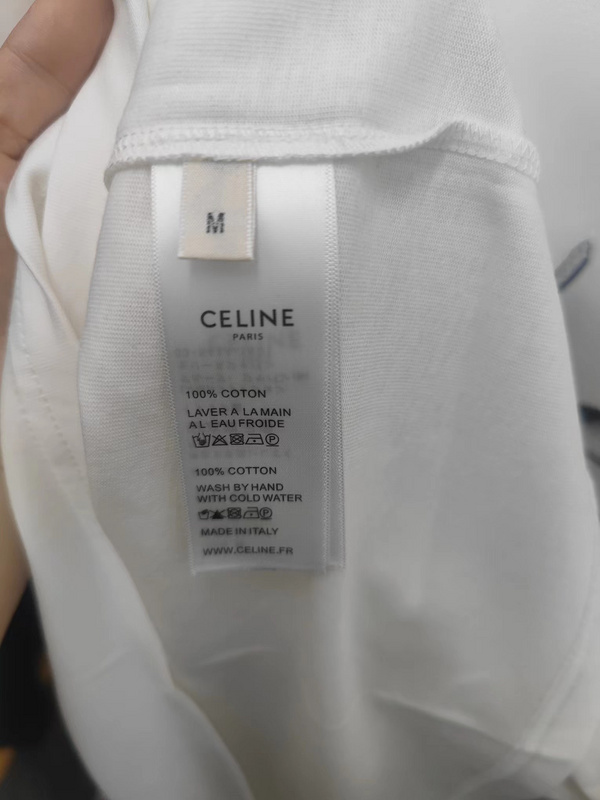 M
CELINE
PARIS
100% COTON
LAVER A LA MAIN
A L EAU FROIDE
100% COTTON
WASH BY HAND
WITH COLD WATER
MADE IN ITALY
WWW.CELINE.FR